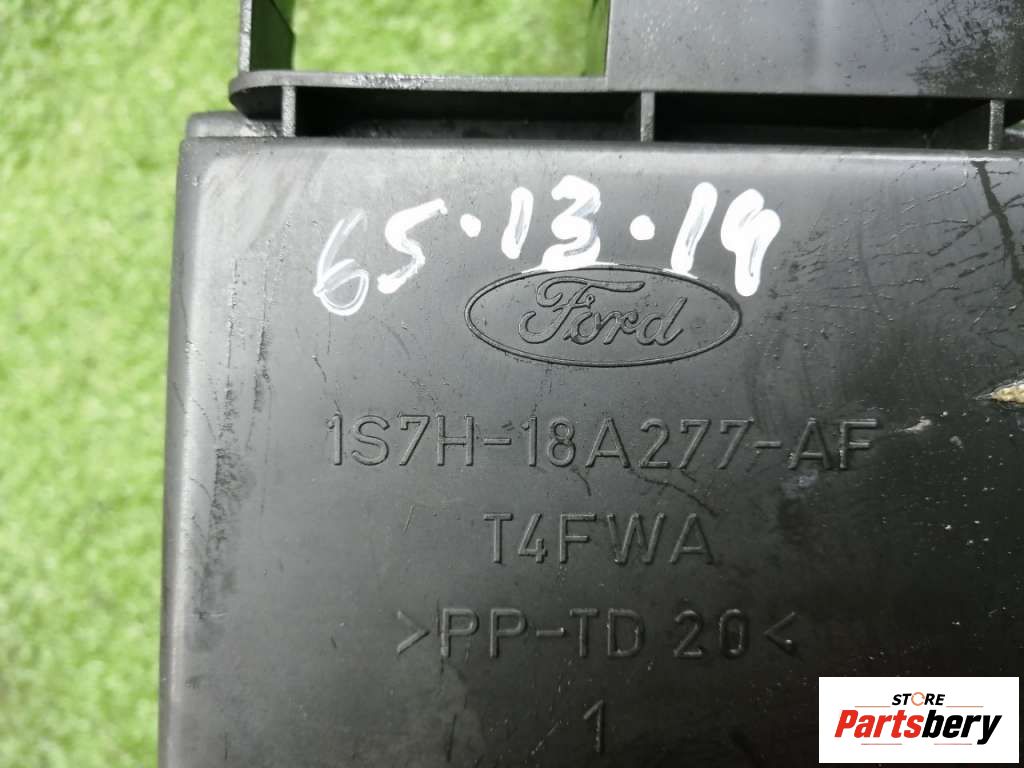 65.13.19
Ford
1S7H-18A277-AF
T4FWA
>PP-TD 20<
1
STORE
Partsbery